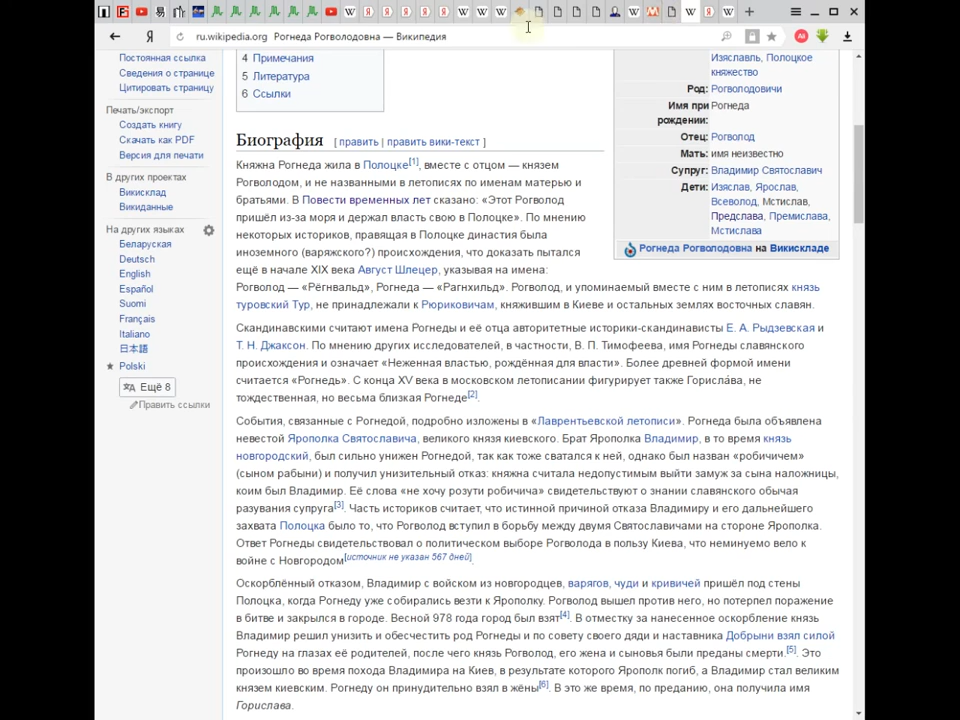 ru.wikipedia.org Рогнеда Рогволодовна — Википедия
Постоянная ссылка
Сведения о странице
Цитировать страницу
Печать/экспорт
Создать книгу
Скачать как PDF
Версия для печати
В других проектах
Викисклад
Викиданные
На других языках
Беларуская
Deutsch
English
Español
Suomi
Français
Italiano
日本語
Polski
Ещё 8
Править ссылки
4 Примечания
5 Литература
6 Ссылки
Изяславль, Полоцкое
княжество
Род: Рогволодовичи
Имя при Рогнеда
рождении:
Отец: Рогволод
Мать: имя неизвестно
Супруг: Владимир Святославич
Дети: Изяслав, Ярослав,
Всеволод, Мстислав,
Предслава, Премислава,
Мстислава
Рогнеда Рогволодовна на Викискладе
Биография [ править | править вики-текст ]
Княжна Рогнеда жила в Полоцке[1], вместе с отцом — князем
Рогволодом, и не названными в летописях по именам матерью и
братьями. В Повести временных лет сказано: «Этот Рогволод
пришёл из-за моря и держал власть свою в Полоцке». По мнению
некоторых историков, правящая в Полоцке династия была
иноземного (варяжского?) происхождения, что доказать пытался
ещё в начале XIX века Август Шлецер, указывая на имена:
Рогволод — «Рёгнвальд», Рогнеда — «Рагнхильд». Рогволод, и упоминаемый вместе с ним в летописях князь
туровский Тур, не принадлежали к Рюриковичам, княжившим в Киеве и остальных землях восточных славян.
Скандинавскими считают имена Рогнеды и её отца авторитетные историки-скандинависты Е. А. Рыдзевская и
Т. Н. Джаксон. По мнению других исследователей, в частности, В. П. Тимофеева, имя Рогнеды славянского
происхождения и означает «Неженная властью, рождённая для власти». Более древней формой имени
считается «Рогнедь». С конца XV века в московском летописании фигурирует также Горисла́ва, не
тождественная, но весьма близкая Рогнеде[2].
События, связанные с Рогнедой, подробно изложены в «Лаврентьевской летописи». Рогнеда была объявлена
невестой Ярополка Святославича, великого князя киевского. Брат Ярополка Владимир, в то время князь
новгородский, был сильно унижен Рогнедой, так как тоже сватался к ней, однако был назван «робичичем»
(сыном рабыни) и получил унизительный отказ: княжна считала недопустимым выйти замуж за сына наложницы,
коим был Владимир. Её слова «не хочу розути робичича» свидетельствуют о знании славянского обычая
разувания супруга[3]. Часть историков считает, что истинной причиной отказа Владимиру и его дальнейшего
захвата Полоцка было то, что Рогволод вступил в борьбу между двумя Святославичами на стороне Ярополка.
Ответ Рогнеды свидетельствовал о политическом выборе Рогволода в пользу Киева, что неминуемо вело к
войне с Новгородом[источник не указан 567 дней].
Оскорблённый отказом, Владимир с войском из новгородцев, варягов, чуди и кривичей пришёл под стены
Полоцка, когда Рогнеду уже собирались везти к Ярополку. Рогволод вышел против него, но потерпел поражение
в битве и закрылся в городе. Весной 978 года город был взят[4]. В отместку за нанесенное оскорбление князь
Владимир решил унизить и обесчестить род Рогнеды и по совету своего дяди и наставника Добрыни взял силой
Рогнеду на глазах её родителей, после чего князь Рогволод, его жена и сыновья были преданы смерти.[5]. Это
произошло во время похода Владимира на Киев, в результате которого Ярополк погиб, а Владимир стал великим
князем киевским. Рогнеду он принудительно взял в жёны[6]. В это же время, по преданию, она получила имя
Горислава.